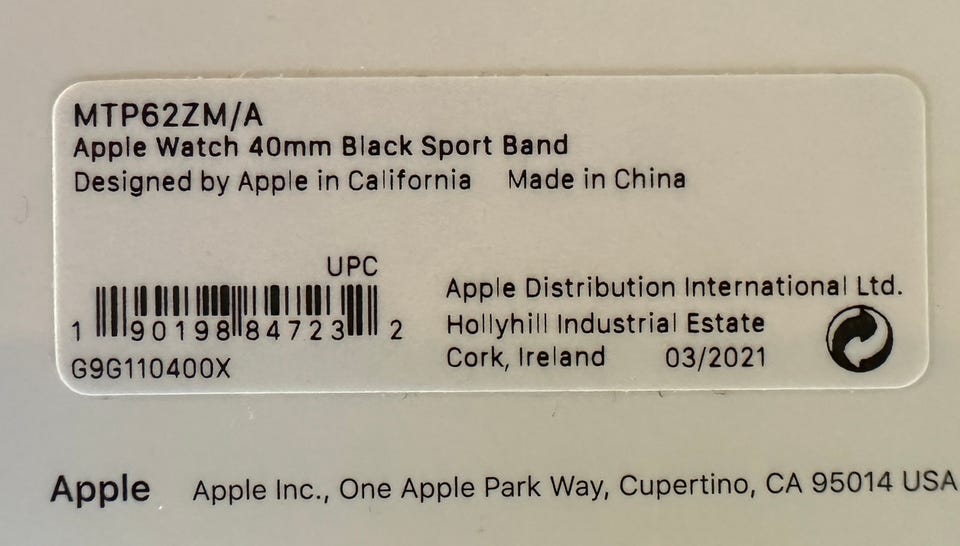 MTP62ZM/A
Apple Watch 40mm Black Sport Band
Designed by Apple in California Made in China
UPC
1 90198 84723 2
G9G110400X
Apple Distribution International Ltd.
Hollyhill Industrial Estate
Cork, Ireland 03/2021
Apple Apple Inc., One Apple Park Way, Cupertino, CA 95014 USA